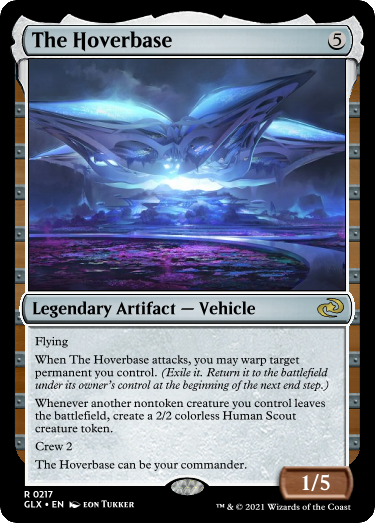 The Hoverbase 5
Legendary Artifact — Vehicle
Flying
When The Hoverbase attacks, you may warp target
permanent you control. (Exile it. Return it to the battlefield
under its owner's control at the beginning of the next end step.)
Whenever another nontoken creature you control leaves
the battlefield, create a 2/2 colorless Human Scout
creature token.
Crew 2
The Hoverbase can be your commander.
1/5
R 0217
GLX • EN EON TUKKER
™ & © 2021 Wizards of the Coast